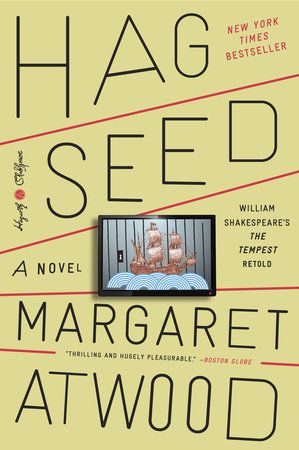 HAG
NEW YORK
TIMES
BESTSELLER
SEED
Hogarth Shakespeare
WILLIAM
SHAKESPEARE'S
THE
TEMPEST
RETOLD
A NOVEL
MARGARET
"THRILLING AND HUGELY PLEASURABLE." —BOSTON GLOBE
ATWOOD